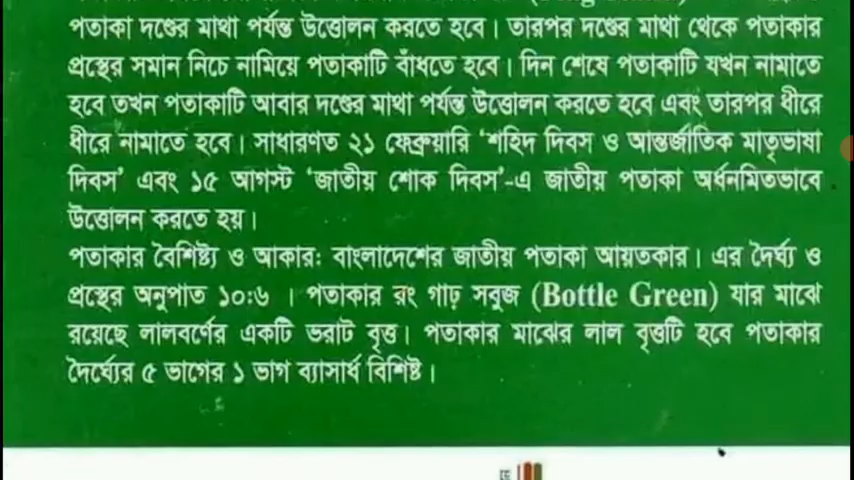 পতাকা দণ্ডের মাথা পর্যন্ত উত্তোলন করতে হবে। তারপর দণ্ডের মাথা থেকে পতাকার
প্রস্থের সমান নিচে নামিয়ে পতাকাটি বাঁধতে হবে। দিন শেষে পতাকাটি যখন নামাতে
হবে তখন পতাকাটি আবার দণ্ডের মাথা পর্যন্ত উত্তোলন করতে হবে এবং তারপর ধীরে
ধীরে নামাতে হবে। সাধারণত ২১ ফেব্রুয়ারি ‘শহিদ দিবস ও আন্তর্জাতিক মাতৃভাষা
দিবস’ এবং ১৫ আগস্ট ‘জাতীয় শোক দিবস’-এ জাতীয় পতাকা অর্ধনমিতভাবে
উত্তোলন করতে হয়।
পতাকার বৈশিষ্ট্য ও আকার: বাংলাদেশের জাতীয় পতাকা আয়তকার। এর দৈর্ঘ্য ও
প্রস্থের অনুপাত ১০:৬ । পতাকার রং গাঢ় সবুজ (Bottle Green) যার মাঝে
রয়েছে লালবর্ণের একটি ভরাট বৃত্ত। পতাকার মাঝের লাল বৃত্তটি হবে পতাকার
দৈর্ঘ্যের ৫ ভাগের ১ ভাগ ব্যাসার্ধ বিশিষ্ট।